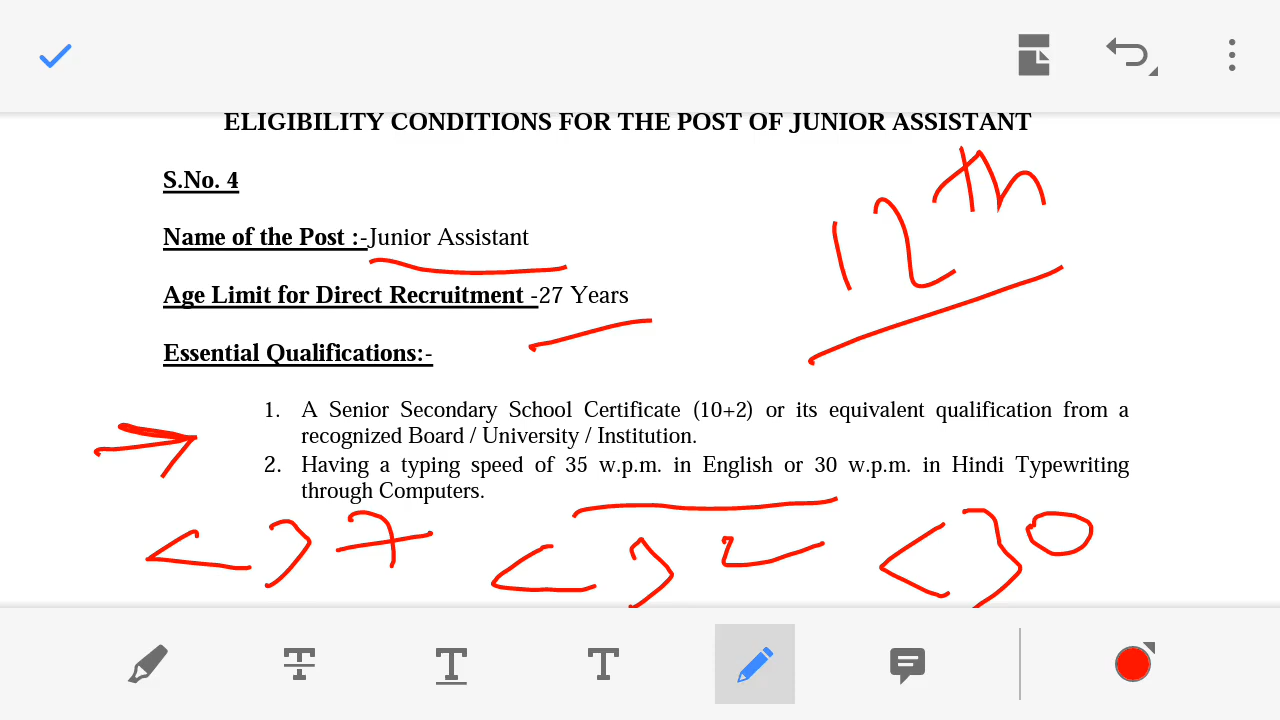 ELIGIBILITY CONDITIONS FOR THE POST OF JUNIOR ASSISTANT
S.No. 4
12th
Name of the Post :-Junior Assistant
Age Limit for Direct Recruitment -27 Years
Essential Qualifications:-
1. A Senior Secondary School Certificate (10+2) or its equivalent qualification from a
recognized Board / University / Institution.
2. Having a typing speed of 35 w.p.m. in English or 30 w.p.m. in Hindi Typewriting
through Computers.